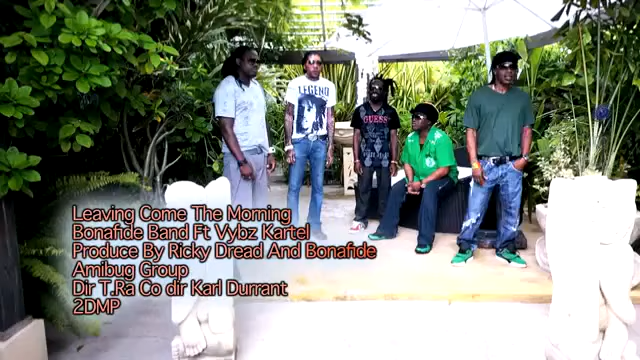 LEGEND
GUESS
Leaving Come The Morning
Bonafide Band Ft Vybz Kartel
Produce By Ricky Dread And Bonafide
Amibug Group
Dir T.Ra Co dir Karl Durrant
2DMP